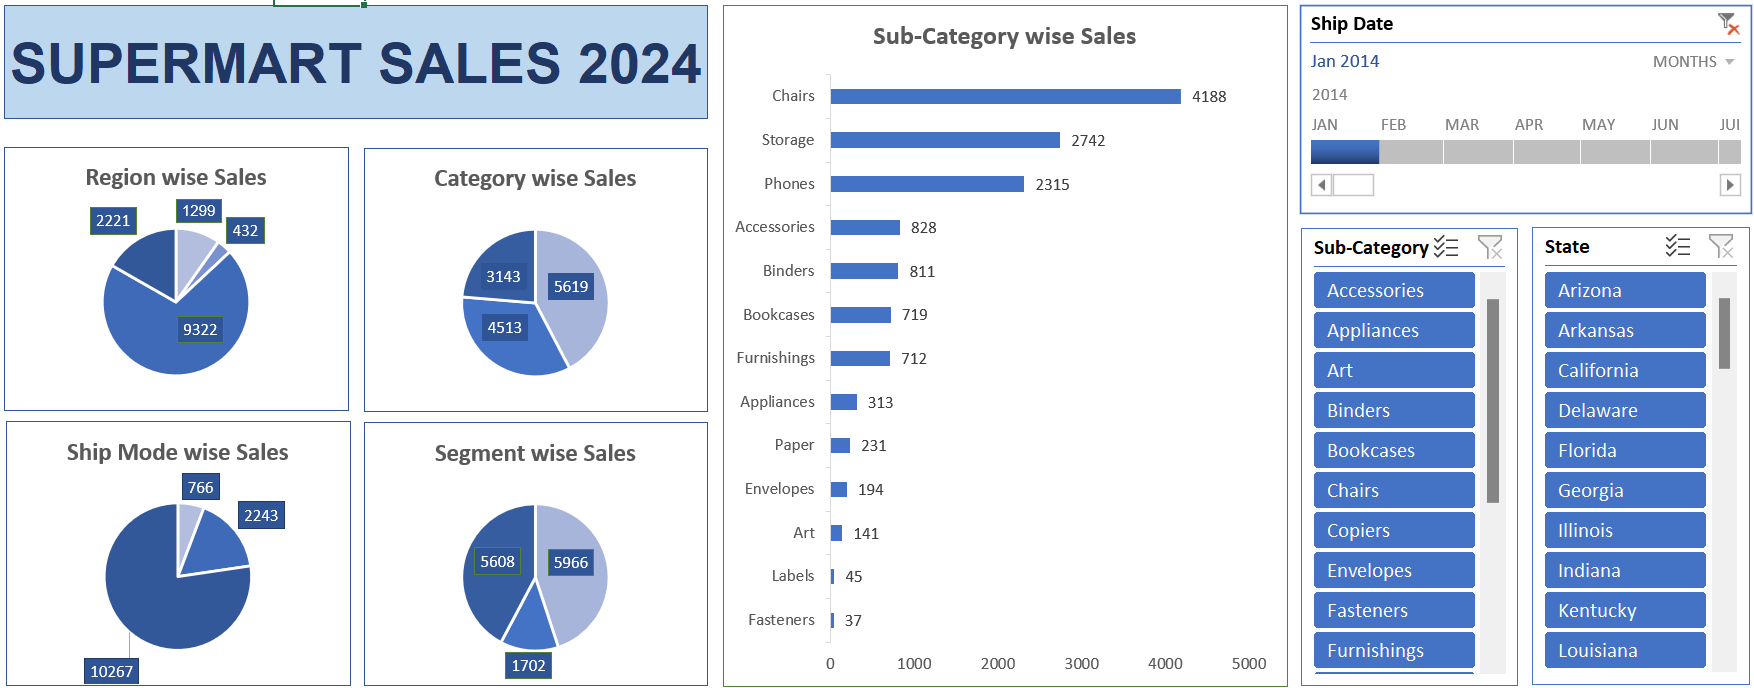 SUPERMART SALES 2024
Region wise Sales
2221
1299
432
9322
Category wise Sales
3143
5619
4513
Ship Mode wise Sales
766
2243
10267
Segment wise Sales
5608
5966
1702
Sub-Category wise Sales
Chairs 4188
Storage 2742
Phones 2315
Accessories 828
Binders 811
Bookcases 719
Furnishings 712
Appliances 313
Paper 231
Envelopes 194
Art 141
Labels 45
Fasteners 37
0 1000 2000 3000 4000 5000
Ship Date
Jan 2014 MONTHS
2014
JAN FEB MAR APR MAY JUN JUI
Sub-Category
Accessories
Appliances
Art
Binders
Bookcases
Chairs
Copiers
Envelopes
Fasteners
Furnishings
State
Arizona
Arkansas
California
Delaware
Florida
Georgia
Illinois
Indiana
Kentucky
Louisiana